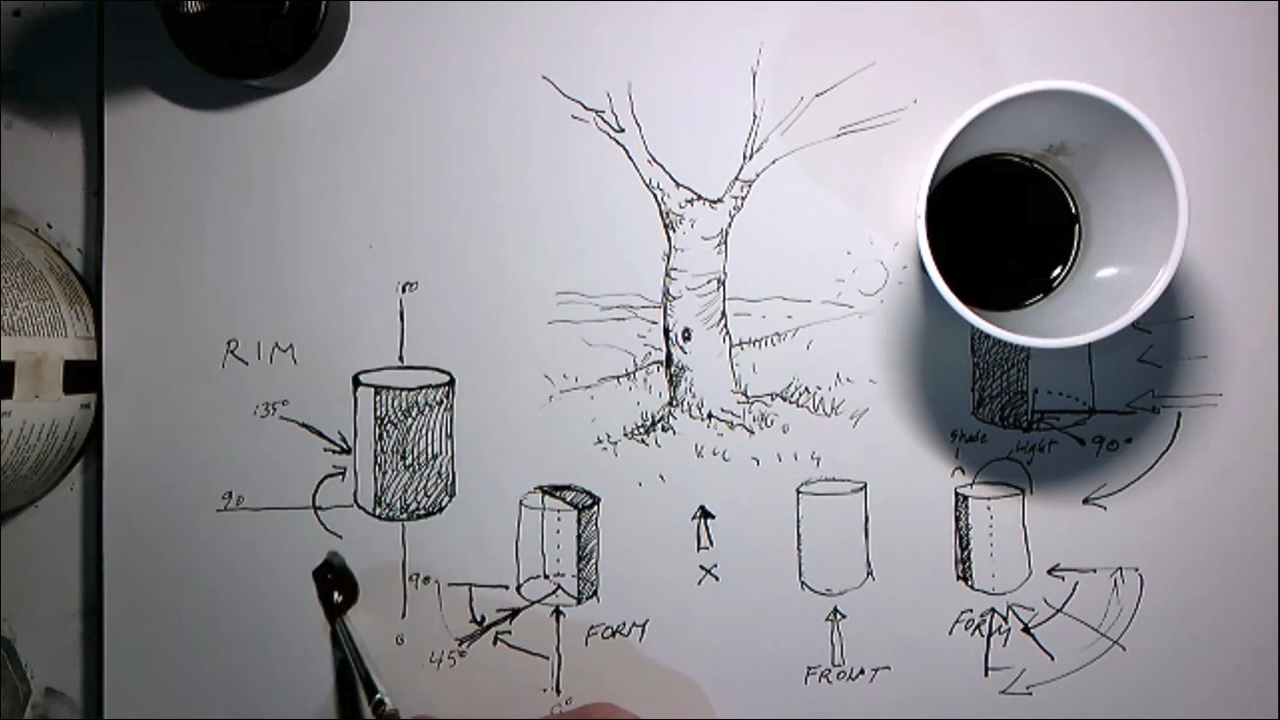 180
RIM
135°
90
90°
shade
Light
90
0
45°
0°
X
FORM
FORM
FRONT